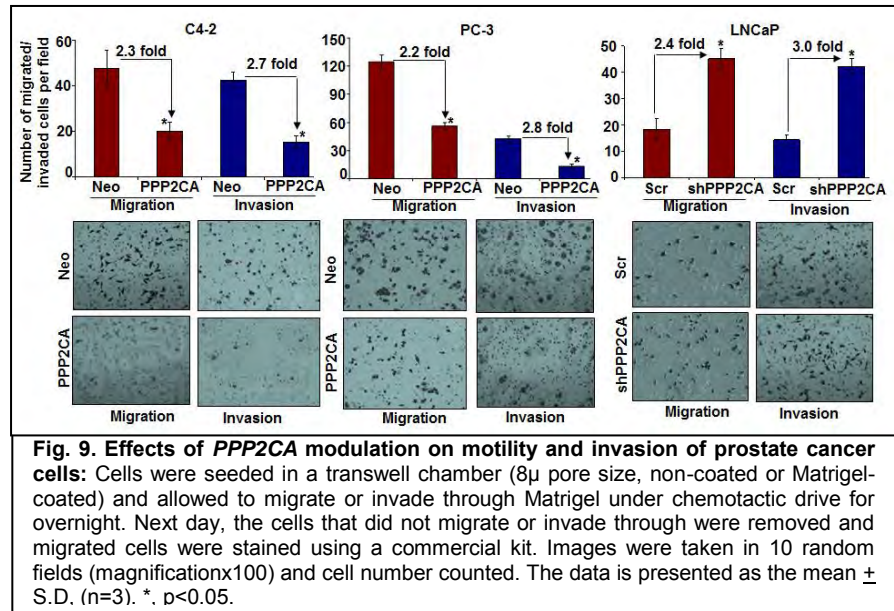 C4-2
PC-3
LNCaP
Number of migrated/
invaded cells per field
60
40
20
0
2.3 fold
2.7 fold
*
*
Neo PPP2CA Neo PPP2CA
Migration Invasion
150
120
90
60
30
0
2.2 fold
2.8 fold
*
*
Neo PPP2CA Neo PPP2CA
Migration Invasion
50
40
30
20
10
0
2.4 fold
3.0 fold
*
*
Scr shPPP2CA Scr shPPP2CA
Migration Invasion
Neo
PPP2CA
Migration Invasion
Neo
PPP2CA
Migration Invasion
Scr
shPPP2CA
Migration Invasion
Fig. 9. Effects of PPP2CA modulation on motility and invasion of prostate cancer
cells: Cells were seeded in a transwell chamber (8µ pore size, non-coated or Matrigel-
coated) and allowed to migrate or invade through Matrigel under chemotactic drive for
overnight. Next day, the cells that did not migrate or invade through were removed and
migrated cells were stained using a commercial kit. Images were taken in 10 random
fields (magnificationx100) and cell number counted. The data is presented as the mean ±
S.D, (n=3). *, p<0.05.